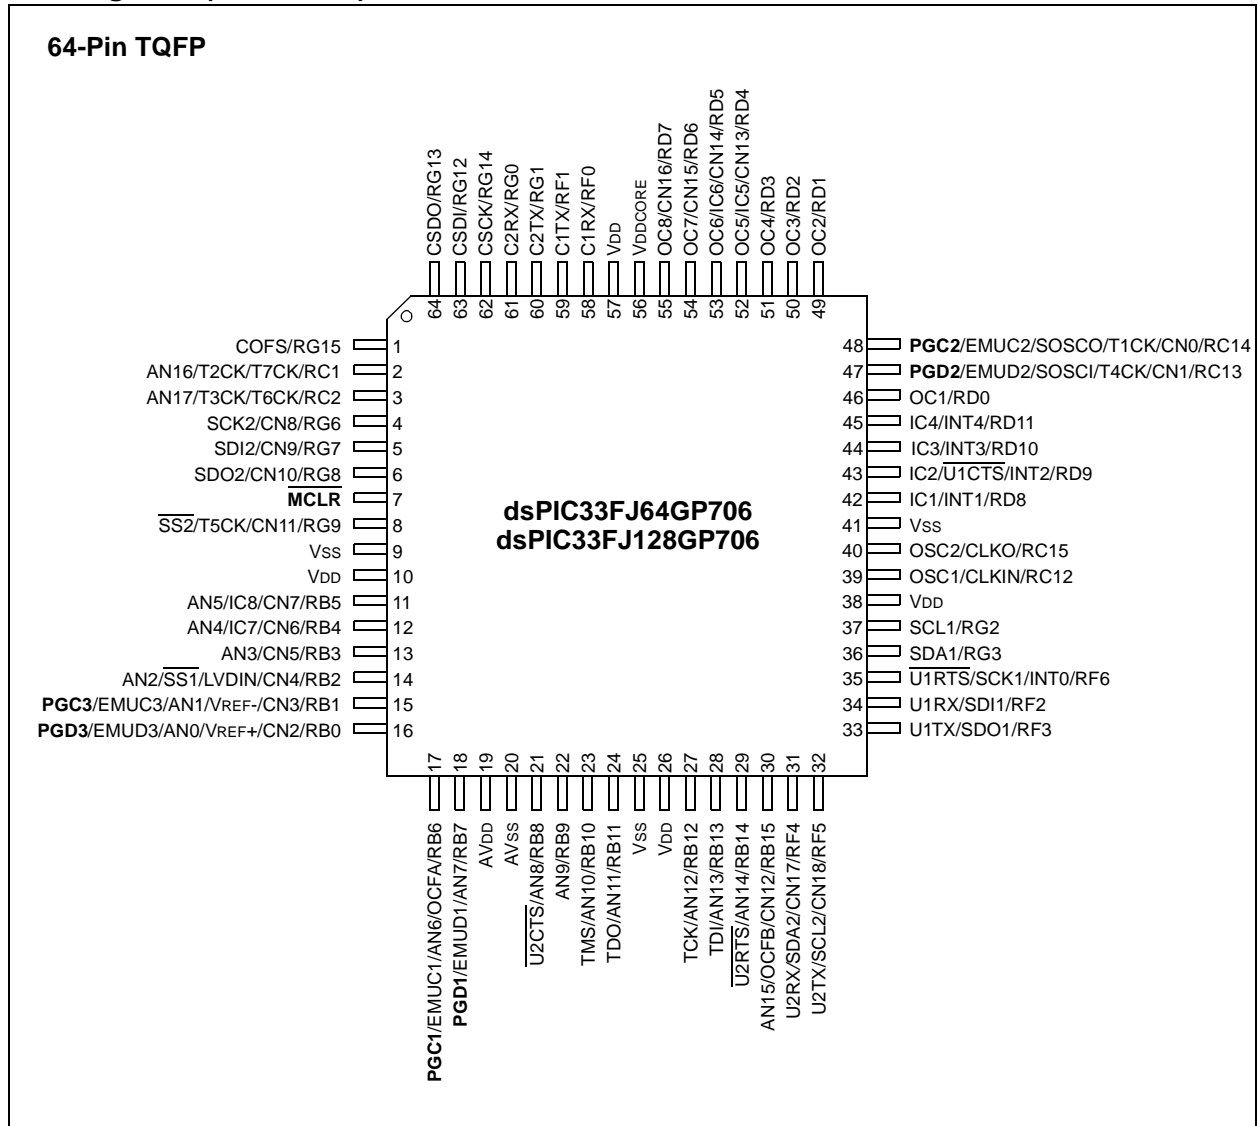 64-Pin TQFP
CSDO/RG13
CSDI/RG12
CSCK/RG14
C2RX/RG0
C2TX/RG1
C1TX/RF1
C1RX/RF0
VDD
VDDCORE
OC8/CN16/RD7
OC7/CN15/RD6
OC6/IC6/CN14/RD5
OC5/IC5/CN13/RD4
OC4/RD3
OC3/RD2
OC2/RD1
64 63 62 61 60 59 58 57 56 55 54 53 52 51 50 49
COFS/RG15 1
AN16/T2CK/T7CK/RC1 2
AN17/T3CK/T6CK/RC2 3
SCK2/CN8/RG6 4
SDI2/CN9/RG7 5
SDO2/CN10/RG8 6
MCLR 7
SS2/T5CK/CN11/RG9 8
VSS 9
VDD 10
AN5/IC8/CN7/RB5 11
AN4/IC7/CN6/RB4 12
AN3/CN5/RB3 13
AN2/SS1/LVDIN/CN4/RB2 14
PGC3/EMUC3/AN1/VREF-/CN3/RB1 15
PGD3/EMUD3/AN0/VREF+/CN2/RB0 16
dsPIC33FJ64GP706
dsPIC33FJ128GP706
48 PGC2/EMUC2/SOSCO/T1CK/CN0/RC14
47 PGD2/EMUD2/SOSCI/T4CK/CN1/RC13
46 OC1/RD0
45 IC4/INT4/RD11
44 IC3/INT3/RD10
43 IC2/U1CTS/INT2/RD9
42 IC1/INT1/RD8
41 VSS
40 OSC2/CLKO/RC15
39 OSC1/CLKIN/RC12
38 VDD
37 SCL1/RG2
36 SDA1/RG3
35 U1RTS/SCK1/INT0/RF6
34 U1RX/SDI1/RF2
33 U1TX/SDO1/RF3
17 18 19 20 21 22 23 24 25 26 27 28 29 30 31 32
PGC1/EMUC1/AN6/OCFA/RB6
PGD1/EMUD1/AN7/RB7
AVDD
AVSS
U2CTS/AN8/RB8
AN9/RB9
TMS/AN10/RB10
TDO/AN11/RB11
VSS
VDD
TCK/AN12/RB12
TDI/AN13/RB13
U2RTS/AN14/RB14
AN15/OCFB/CN12/RB15
U2RX/SDA2/CN17/RF4
U2TX/SCL2/CN18/RF5